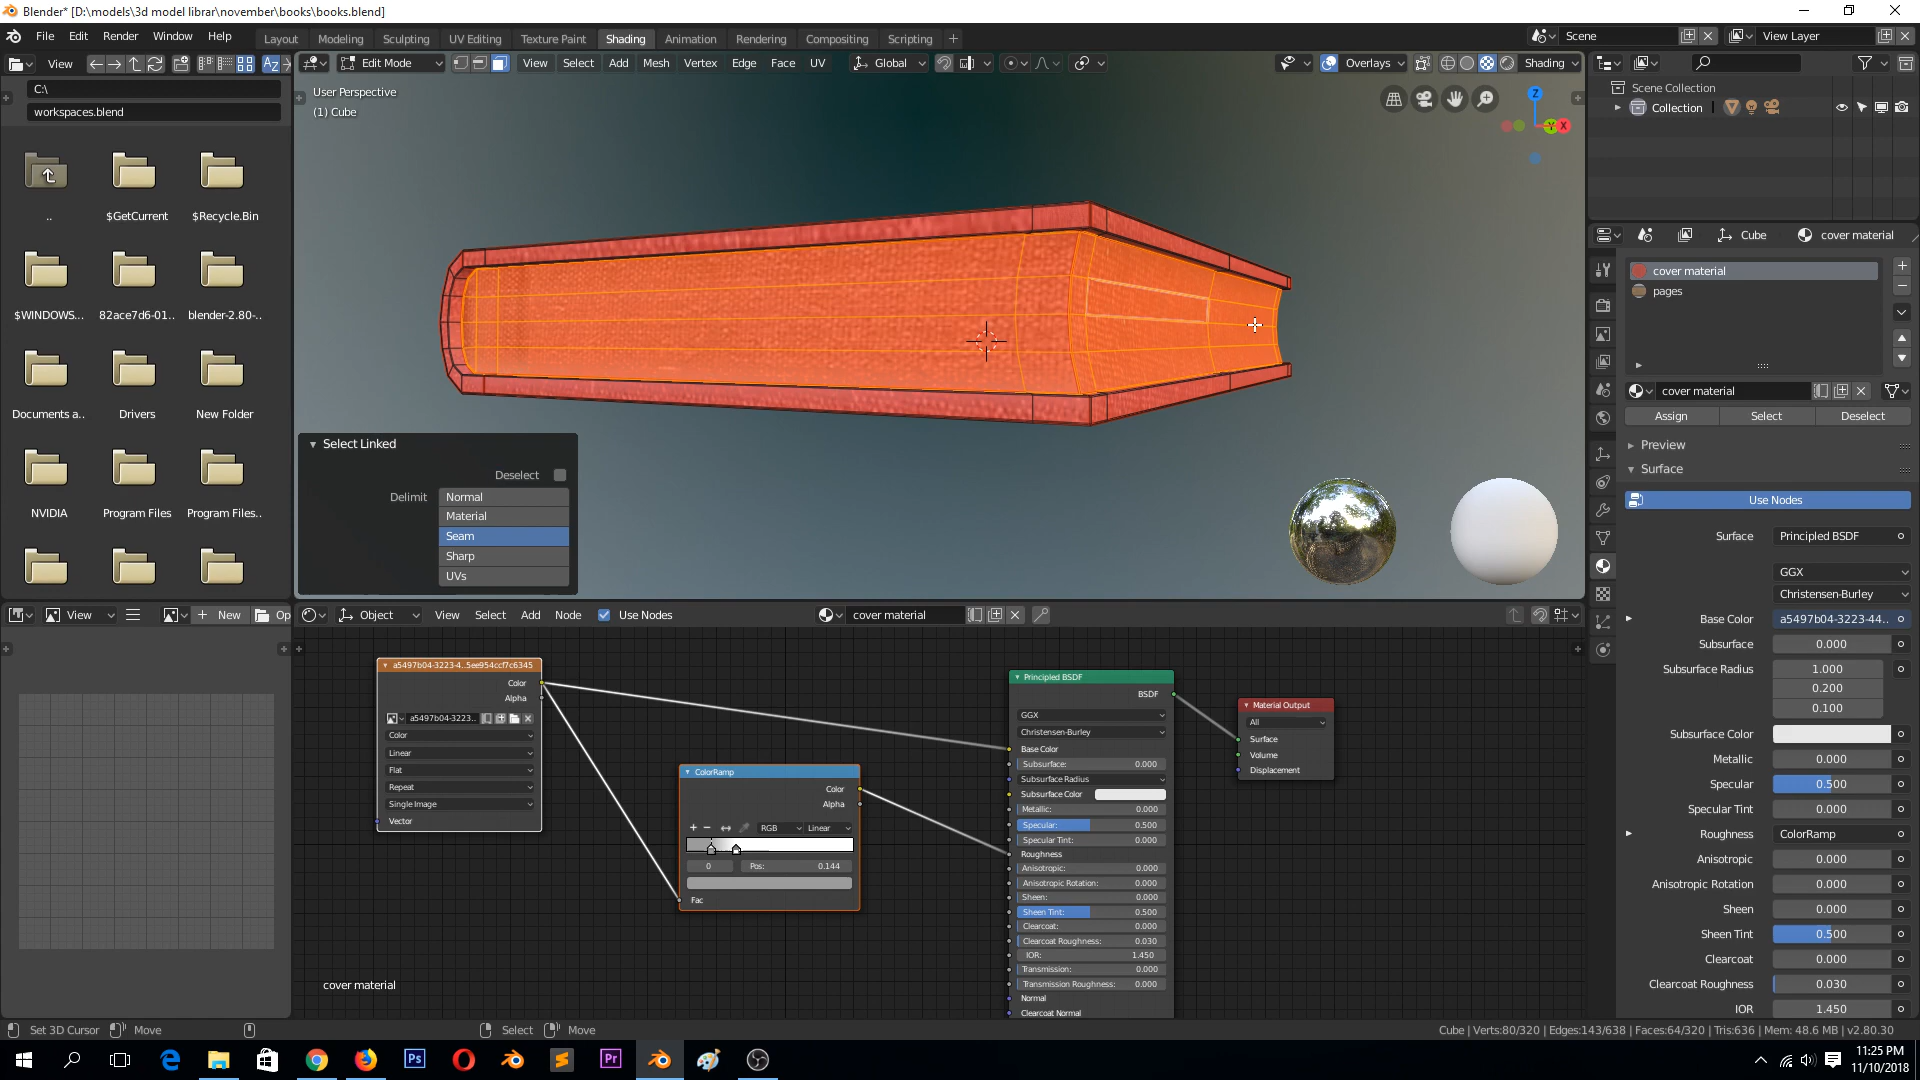 Blender* [D:\models\3d model librar\november\books\books.blend]
File Edit Render Window Help
Layout Modeling Sculpting UV Editing Texture Paint Shading Animation Rendering Compositing Scripting
Scene
View Layer
View
Edit Mode
View Select Add Mesh Vertex Edge Face UV
Global
Overlays
Shading
C:\
workspaces.blend
..
$GetCurrent
$Recycle.Bin
$WINDOWS...
82ace7d6-01..
blender-2.80-..
Documents a..
Drivers
New Folder
NVIDIA
Program Files
Program Files..
User Perspective
(1) Cube
Z
Y
X
Select Linked
Deselect
Delimit
Normal
Material
Seam
Sharp
UVs
Scene Collection
Collection
Cube
cover material
cover material
pages
cover material
Assign Select Deselect
Preview
Surface
Use Nodes
Surface Principled BSDF
GGX
Christensen-Burley
Base Color a5497b04-3223-44..
Subsurface 0.000
Subsurface Radius 1.000
0.200
0.100
Subsurface Color
Metallic 0.000
Specular 0.500
Specular Tint 0.000
Roughness ColorRamp
Anisotropic 0.000
Anisotropic Rotation 0.000
Sheen 0.000
Sheen Tint 0.500
Clearcoat 0.000
Clearcoat Roughness 0.030
IOR 1.450
View
New
Op
Object View Select Add Node Use Nodes
cover material
a5497b04-3223-4..5ee954ccf7c6345
Color
Alpha
a5497b04-3223..
Color
Linear
Flat
Repeat
Single Image
Vector
ColorRamp
Color
Alpha
RGB Linear
0 Pos: 0.144
Fac
Principled BSDF
BSDF
GGX
Christensen-Burley
Base Color
Subsurface: 0.000
Subsurface Radius
Subsurface Color
Metallic: 0.000
Specular: 0.500
Specular Tint: 0.000
Roughness
Anisotropic: 0.000
Anisotropic Rotation: 0.000
Sheen: 0.000
Sheen Tint: 0.500
Clearcoat: 0.000
Clearcoat Roughness: 0.030
IOR: 1.450
Transmission: 0.000
Transmission Roughness: 0.000
Normal
Clearcoat Normal
Material Output
All
Surface
Volume
Displacement
cover material
Set 3D Cursor Move Select Move
Cube | Verts:80/320 | Edges:143/638 | Faces:64/320 | Tris:636 | Mem: 48.6 MB | v2.80.30
Ps
Pr
11:25 PM
11/10/2018